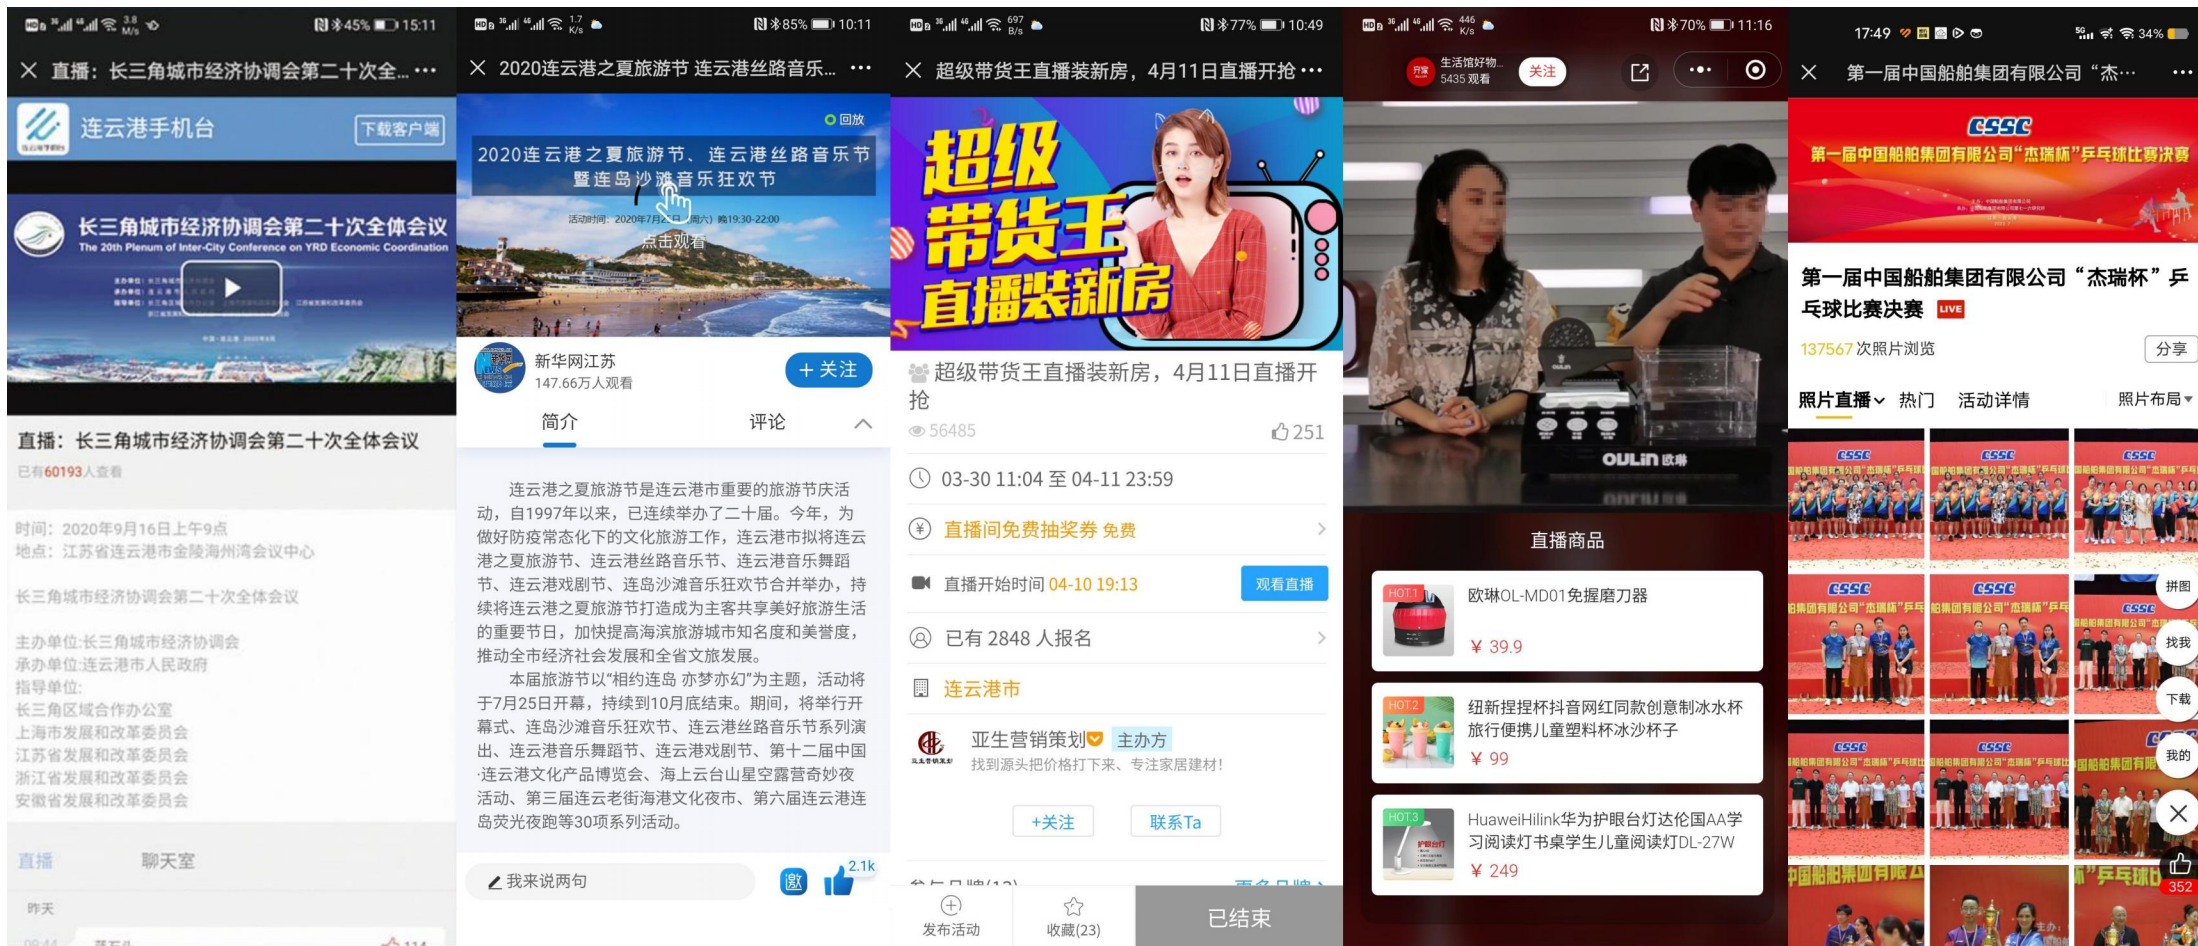 3.8 M/s
45% 15:11
直播：长三角城市经济协调会第二十次全...
连云港手机台
下载客户端
长三角城市经济协调会第二十次全体会议
The 20th Plenum of Inter-City Conference on YRD Economic Coordination
直播：长三角城市经济协调会第二十次全体会议
已有60193人查看
时间：2020年9月16日上午9点
地点：江苏省连云港市金陵海州湾会议中心
长三角城市经济协调会第二十次全体会议
主办单位:长三角城市经济协调会
承办单位:连云港市人民政府
指导单位:
长三角区域合作办公室
上海市发展和改革委员会
江苏省发展和改革委员会
浙江省发展和改革委员会
安徽省发展和改革委员会
直播 聊天室
昨天
1.7 K/s
85% 10:11
2020连云港之夏旅游节 连云港丝路音乐...
回放
2020连云港之夏旅游节、连云港丝路音乐节
暨连岛沙滩音乐狂欢节
点击观看
新华网江苏
147.66万人观看
+ 关注
简介 评论
连云港之夏旅游节是连云港市重要的旅游节庆活
动，自1997年以来，已连续举办了二十届。今年，为
做好防疫常态化下的文化旅游工作，连云港市拟将连云
港之夏旅游节、连云港丝路音乐节、连云港音乐舞蹈
节、连云港戏剧节、连岛沙滩音乐狂欢节合并举办，持
续将连云港之夏旅游节打造成为主客共享美好旅游生活
的重要节日，加快提高海滨旅游城市知名度和美誉度，
推动全市经济社会发展和全省文旅发展。
本届旅游节以“相约连岛 亦梦亦幻”为主题，活动将
于7月25日开幕，持续到10月底结束。期间，将举行开
幕式、连岛沙滩音乐狂欢节、连云港丝路音乐节系列演
出、连云港音乐舞蹈节、连云港戏剧节、第十二届中国
·连云港文化产品博览会、海上云台山星空露营奇妙夜
活动、第三届连云老街海港文化夜市、第六届连云港连
岛荧光夜跑等30项系列活动。
我来说两句
邀
2.1k
697 B/s
77% 10:49
超级带货王直播装新房，4月11日直播开抢
超级
带货王
直播装新房
超级带货王直播装新房，4月11日直播开
抢
56485
251
03-30 11:04 至 04-11 23:59
直播间免费抽奖券 免费
直播开始时间 04-10 19:13
观看直播
已有 2848 人报名
连云港市
亚生营销策划 主办方
找到源头把价格打下来、专注家居建材！
+关注 联系Ta
发布活动
收藏(23)
已结束
446 K/s
70% 11:16
生活馆好物...
5435 观看
关注
OULIN 欧琳
直播商品
HOT.1
欧琳OL-MD01免握磨刀器
¥ 39.9
HOT.2
纽新捏捏杯抖音网红同款创意制冰水杯
旅行便携儿童塑料杯冰沙杯子
¥ 99
HOT.3
护眼台灯
HuaweiHilink华为护眼台灯达伦国AA学
习阅读灯书桌学生儿童阅读灯DL-27W
¥ 249
17:49
5G 34%
第一届中国船舶集团有限公司“杰...
CSSC
第一届中国船舶集团有限公司“杰瑞杯”乒乓球比赛决赛
第一届中国船舶集团有限公司“杰瑞杯”乒
乓球比赛决赛 LIVE
137567次照片浏览
分享
照片直播 热门 活动详情 照片布局
CSSC
CSSC
CSSC
拼图
找我
下载
我的
352